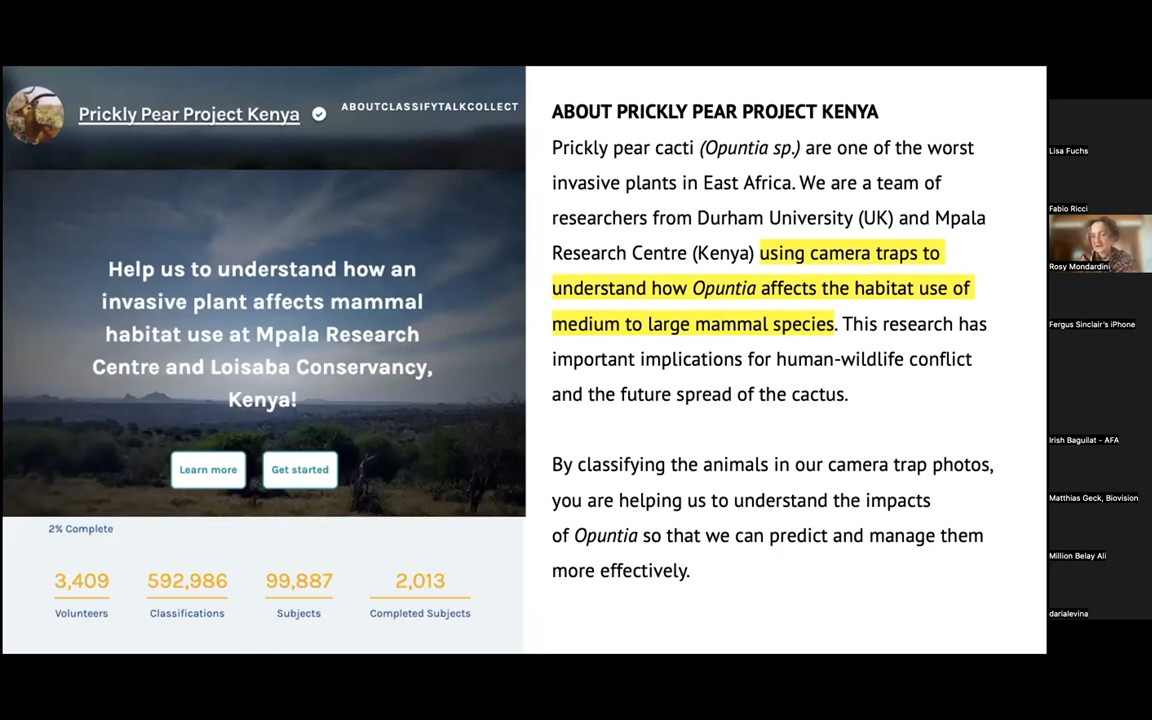 Prickly Pear Project Kenya
ABOUTCLASSIFYTALKCOLLECT
Help us to understand how an
invasive plant affects mammal
habitat use at Mpala Research
Centre and Loisaba Conservancy,
Kenya!
Learn more
Get started
2% Complete
3,409
592,986
99,887
2,013
Volunteers
Classifications
Subjects
Completed Subjects
ABOUT PRICKLY PEAR PROJECT KENYA
Prickly pear cacti (Opuntia sp.) are one of the worst
invasive plants in East Africa. We are a team of
researchers from Durham University (UK) and Mpala
Research Centre (Kenya) using camera traps to
understand how Opuntia affects the habitat use of
medium to large mammal species. This research has
important implications for human-wildlife conflict
and the future spread of the cactus.
By classifying the animals in our camera trap photos,
you are helping us to understand the impacts
of Opuntia so that we can predict and manage them
more effectively.
Lisa Fuchs
Fabio Ricci
Rosy Mondardini
Fergus Sinclair's iPhone
Irish Baguilat - AFA
Matthias Geck, Biovision
Million Belay Ali
darialevina